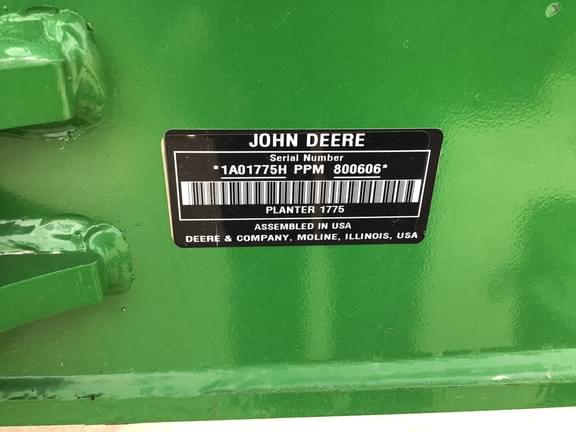 JOHN DEERE
Serial Number
*1A01775H PPM 800606*
PLANTER 1775
ASSEMBLED IN USA
DEERE & COMPANY, MOLINE, ILLINOIS, USA